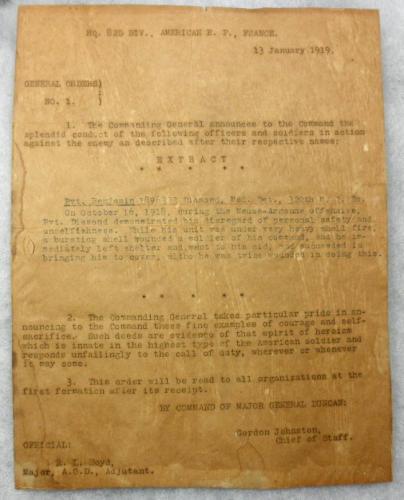 HQ. 82D DIV., AMERICAN E. F., FRANCE.
13 January 1919.
GENERAL ORDERS)
)
NO. 1. )
1. The Commanding General announces to the Command the
splendid conduct of the following officers and soldiers in action
against the enemy as described after their respective names:
EXTRACT
* * * * *
Pvt. Benjamin Diamond, Med. Det.,
On October 16, 1918, during the Meuse-Argonne offensive,
Pvt. Diamond demonstrated his disregard of personal safety and
unselfishness. While his unit was under very heavy shell fire,
a bursting shell wounded a soldier of his command, and he im-
mediately left shelter and went to his aid, and succeeded in
bringing him to cover, altho he was twice wounded in doing this.
* * * *
2. The Commanding General takes particular pride in an-
nouncing to the Command these fine examples of courage and self-
sacrifice. Such deeds are evidence of that spirit of heroism
which is innate in the highest type of the American soldier and
responds unfailingly to the call of duty, wherever or whenever
it may come.
3. This order will be read to all organizations at the
first formation after its receipt.
BY COMMAND OF MAJOR GENERAL DUNCAN:
Gordon Johnston,
Chief of Staff.
OFFICIAL:
R. L. Boyd,
Major, A.G.D., Adjutant.